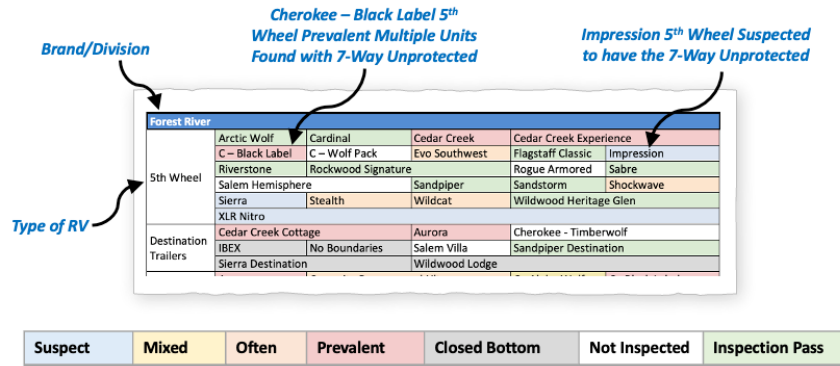 Cherokee – Black Label 5th
Wheel Prevalent Multiple Units
Found with 7-Way Unprotected
Impression 5th Wheel Suspected
to have the 7-Way Unprotected
Brand/Division
Forest River
5th Wheel
Arctic Wolf Cardinal Cedar Creek Cedar Creek Experience
C – Black Label C – Wolf Pack Evo Southwest Flagstaff Classic Impression
Riverstone Rockwood Signature Rogue Armored Sabre
Salem Hemisphere Sandpiper Sandstorm Shockwave
Sierra Stealth Wildcat Wildwood Heritage Glen
XLR Nitro
Type of RV
Destination
Trailers
Cedar Creek Cottage Aurora Cherokee - Timberwolf
IBEX No Boundaries Salem Villa Sandpiper Destination
Sierra Destination Wildwood Lodge
Suspect Mixed Often Prevalent Closed Bottom Not Inspected Inspection Pass